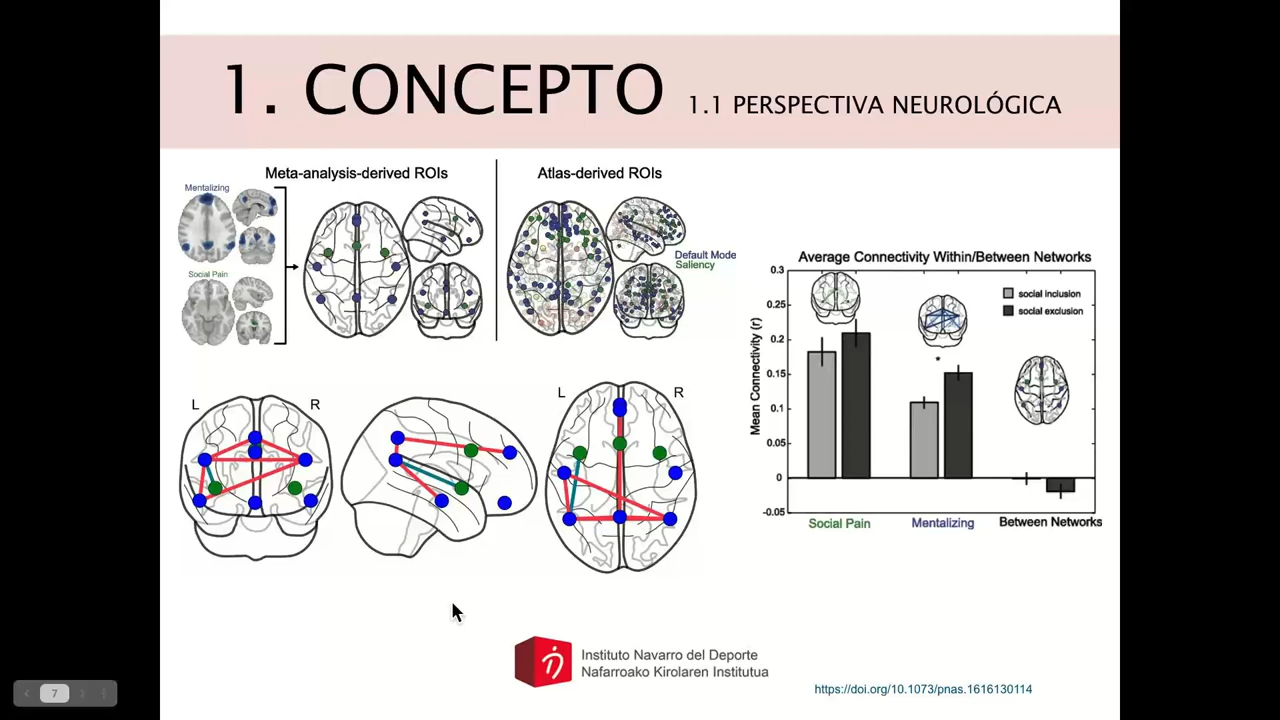 1. CONCEPTO 1.1 PERSPECTIVA NEUROLÓGICA
Meta-analysis-derived ROIs
Atlas-derived ROIs
Mentalizing
Social Pain
Default Mode
Saliency
L
R
L
R
Average Connectivity Within/Between Networks
social inclusion
social exclusion
Mean Connectivity (r)
0.3
0.25
0.2
0.15
0.1
0.05
0
-0.05
*
Social Pain
Mentalizing
Between Networks
Instituto Navarro del Deporte
Nafarroako Kirolaren Institutua
https://doi.org/10.1073/pnas.1616130114
7